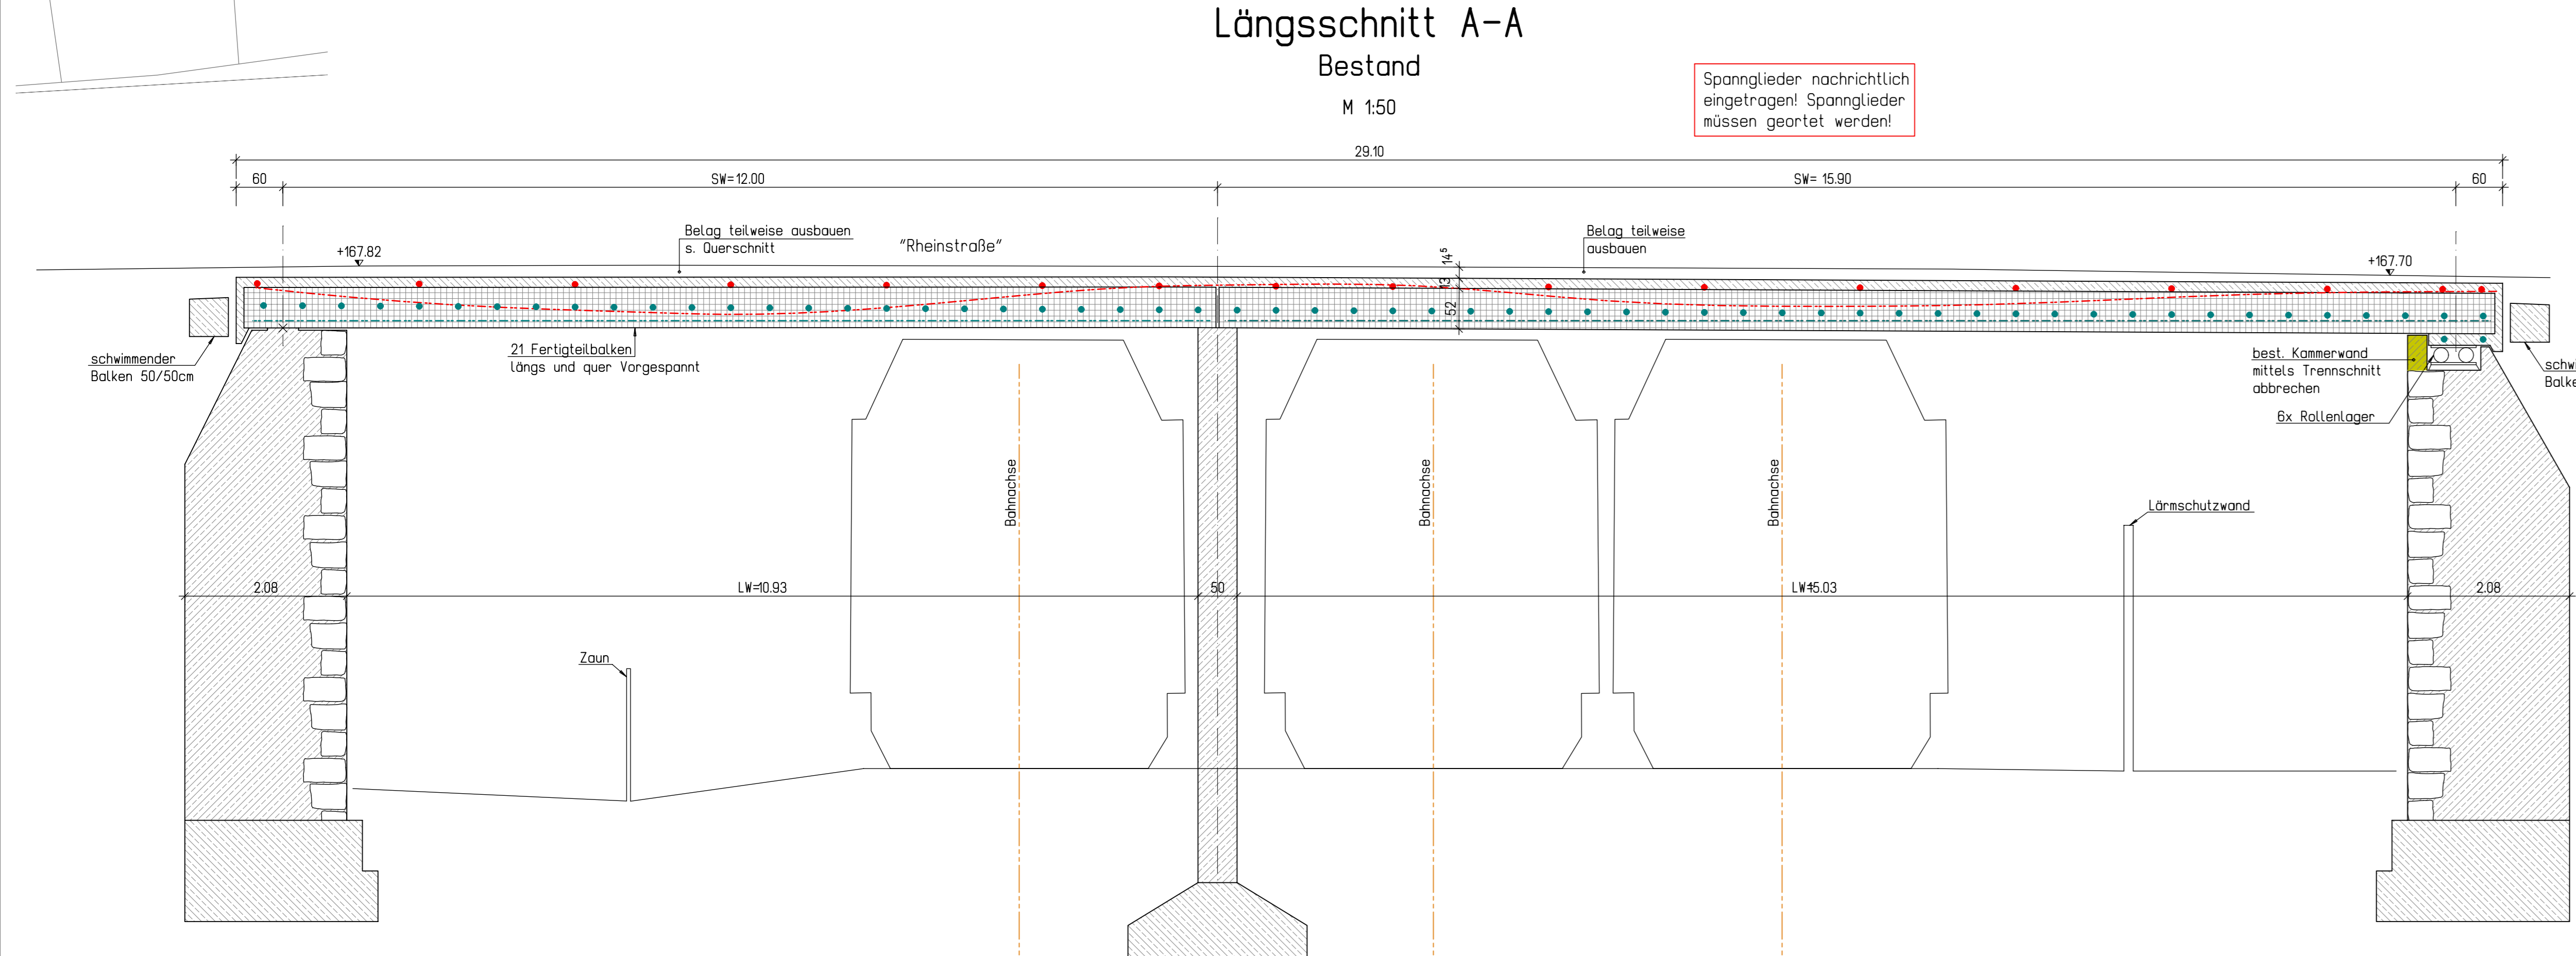 Längsschnitt A-A
Bestand
M 1:50
Spannglieder nachrichtlich
eingetragen! Spannglieder
müssen geortet werden!
29.10
60
SW=12.00
SW= 15.90
60
+167.82
Belag teilweise ausbauen
s. Querschnitt
"Rheinstraße"
Belag teilweise
ausbauen
14⁵
13
52
+167.70
schwimmender
Balken 50/50cm
21 Fertigteilbalken
längs und quer Vorgespannt
best. Kammerwand
mittels Trennschnitt
abbrechen
6x Rollenlager
schw
Balke
Bahnachse
Bahnachse
Bahnachse
Lärmschutzwand
2.08
LW=10.93
50
LW=15.03
2.08
Zaun